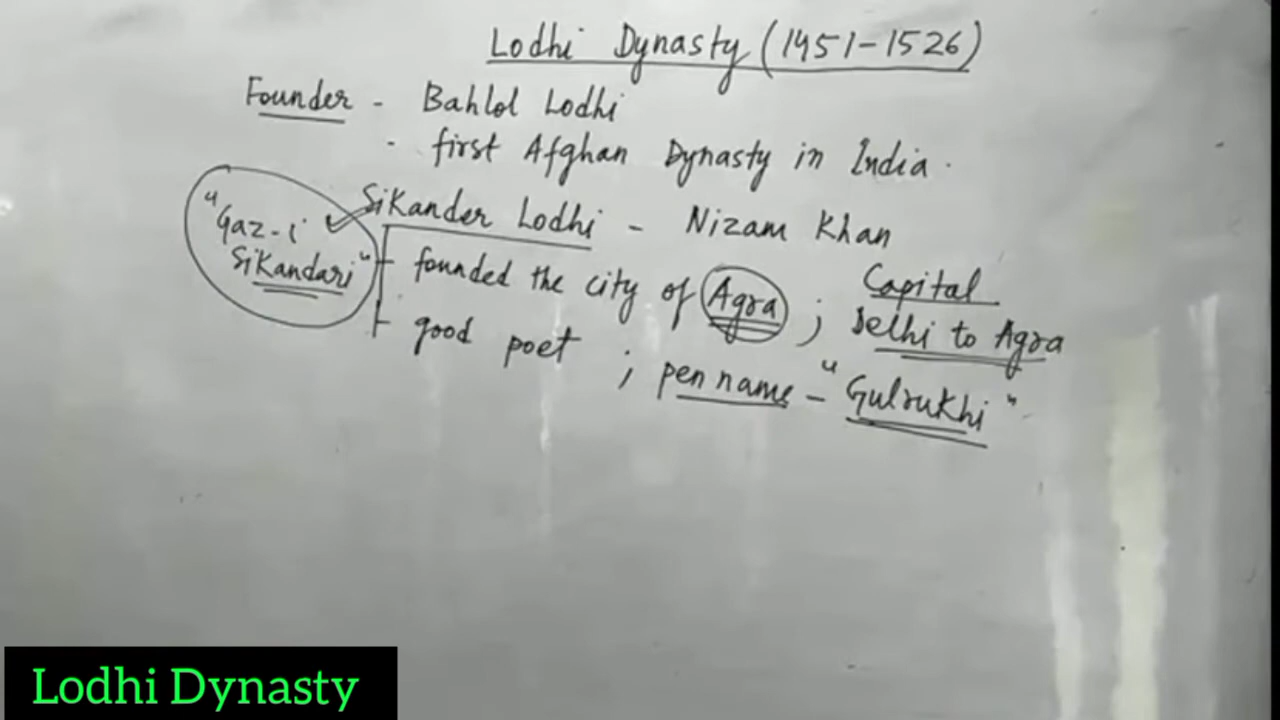 Lodhi Dynasty (1451-1526)
Founder - Bahlol Lodhi
- first Afghan Dynasty in India.
Sikander Lodhi - Nizam Khan
"Gaz-i
Sikandari"
founded the city of Agra ; Capital
Delhi to Agra
good poet ; pen name - "Gulrukhi"
Lodhi Dynasty